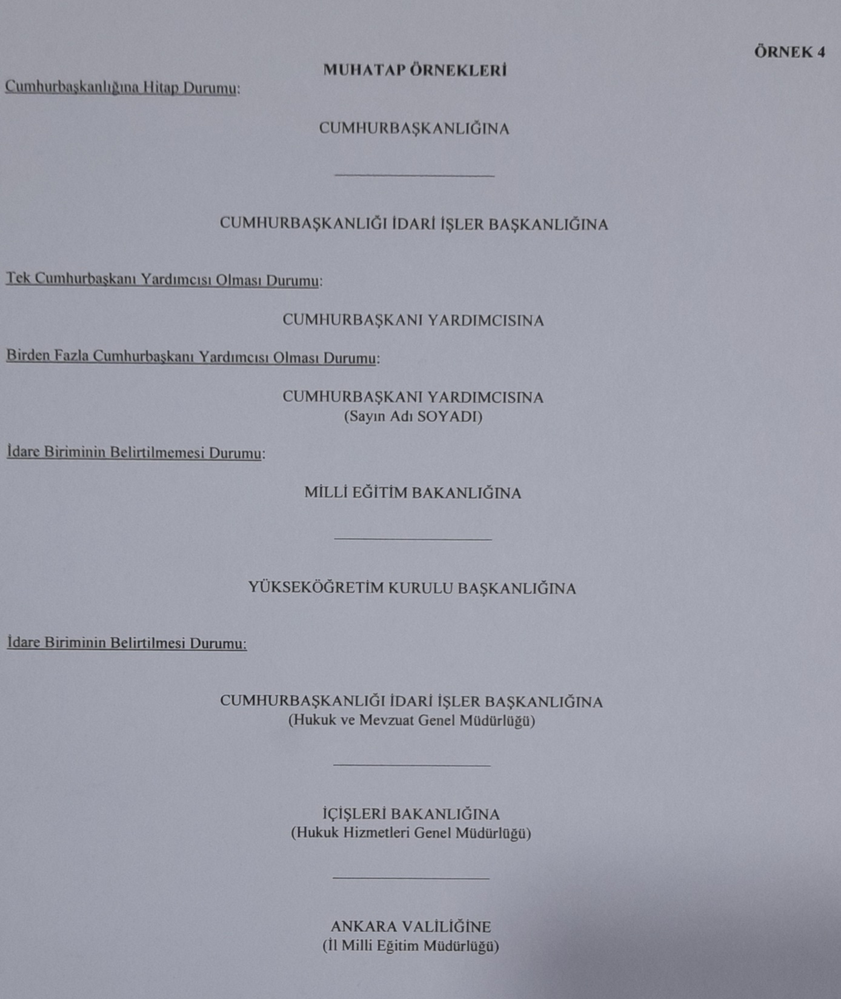 ÖRNEK 4
MUHATAP ÖRNEKLERİ
Cumhurbaşkanlığına Hitap Durumu:
CUMHURBAŞKANLIĞINA
CUMHURBAŞKANLIĞI İDARİ İŞLER BAŞKANLIĞINA
Tek Cumhurbaşkanı Yardımcısı Olması Durumu:
CUMHURBAŞKANI YARDIMCISINA
Birden Fazla Cumhurbaşkanı Yardımcısı Olması Durumu:
CUMHURBAŞKANI YARDIMCISINA
(Sayın Adı SOYADI)
İdare Biriminin Belirtilmemesi Durumu:
MİLLİ EĞİTİM BAKANLIĞINA
YÜKSEKÖĞRETİM KURULU BAŞKANLIĞINA
İdare Biriminin Belirtilmesi Durumu:
CUMHURBAŞKANLIĞI İDARİ İŞLER BAŞKANLIĞINA
(Hukuk ve Mevzuat Genel Müdürlüğü)
İÇİŞLERİ BAKANLIĞINA
(Hukuk Hizmetleri Genel Müdürlüğü)
ANKARA VALİLİĞİNE
(İl Milli Eğitim Müdürlüğü)